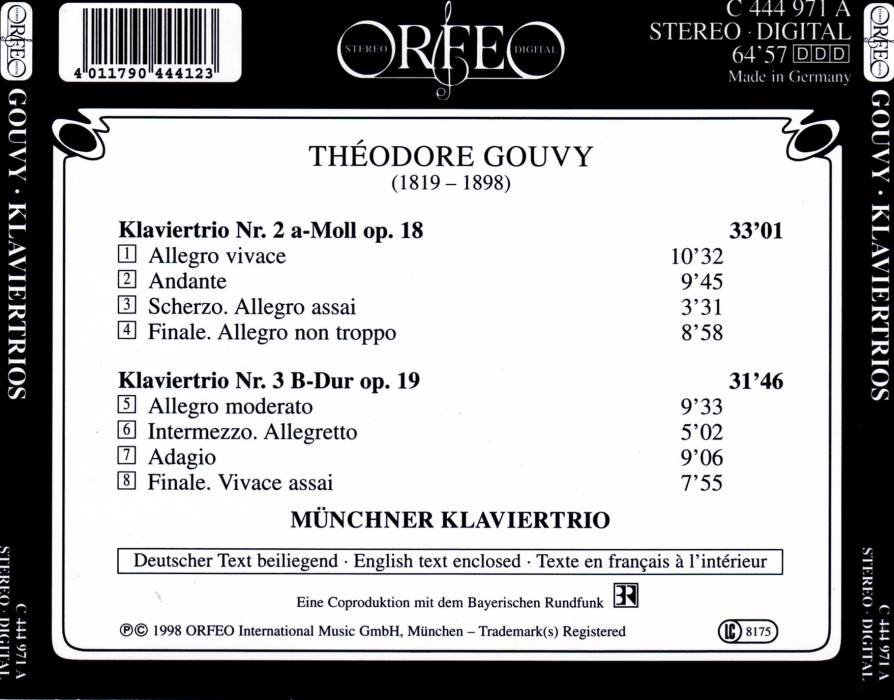 ORFEO
STEREO DIGITAL
C 444 971 A
STEREO · DIGITAL
64’57 DDD
Made in Germany
4 011790 444123
ORFEO
GOUVY · KLAVIERTRIOS
STEREO · DIGITAL
C 444 971 A
THÉODORE GOUVY
(1819 – 1898)
Klaviertrio Nr. 2 a-Moll op. 18 33’01
1 Allegro vivace 10’32
2 Andante 9’45
3 Scherzo. Allegro assai 3’31
4 Finale. Allegro non troppo 8’58
Klaviertrio Nr. 3 B-Dur op. 19 31’46
5 Allegro moderato 9’33
6 Intermezzo. Allegretto 5’02
7 Adagio 9’06
8 Finale. Vivace assai 7’55
MÜNCHNER KLAVIERTRIO
Deutscher Text beiliegend · English text enclosed · Texte en français à l’intérieur
Eine Coproduktion mit dem Bayerischen Rundfunk BR
℗© 1998 ORFEO International Music GmbH, München – Trademark(s) Registered
LC 8175
ORFEO
GOUVY · KLAVIERTRIOS
STEREO · DIGITAL
C 444 971 A